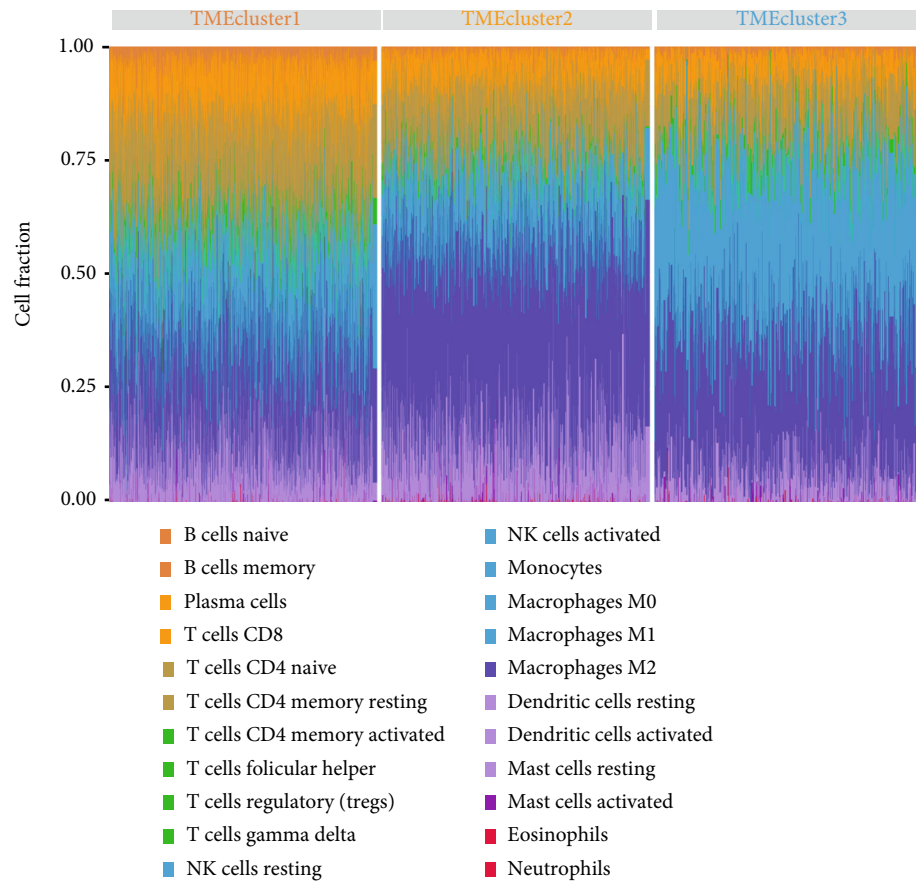 TMEcluster1 TMEcluster2 TMEcluster3
1.00
0.75
0.50
0.25
0.00
Cell fraction
B cells naive
B cells memory
Plasma cells
T cells CD8
T cells CD4 naive
T cells CD4 memory resting
T cells CD4 memory activated
T cells folicular helper
T cells regulatory (tregs)
T cells gamma delta
NK cells resting
NK cells activated
Monocytes
Macrophages M0
Macrophages M1
Macrophages M2
Dendritic cells resting
Dendritic cells activated
Mast cells resting
Mast cells activated
Eosinophils
Neutrophils